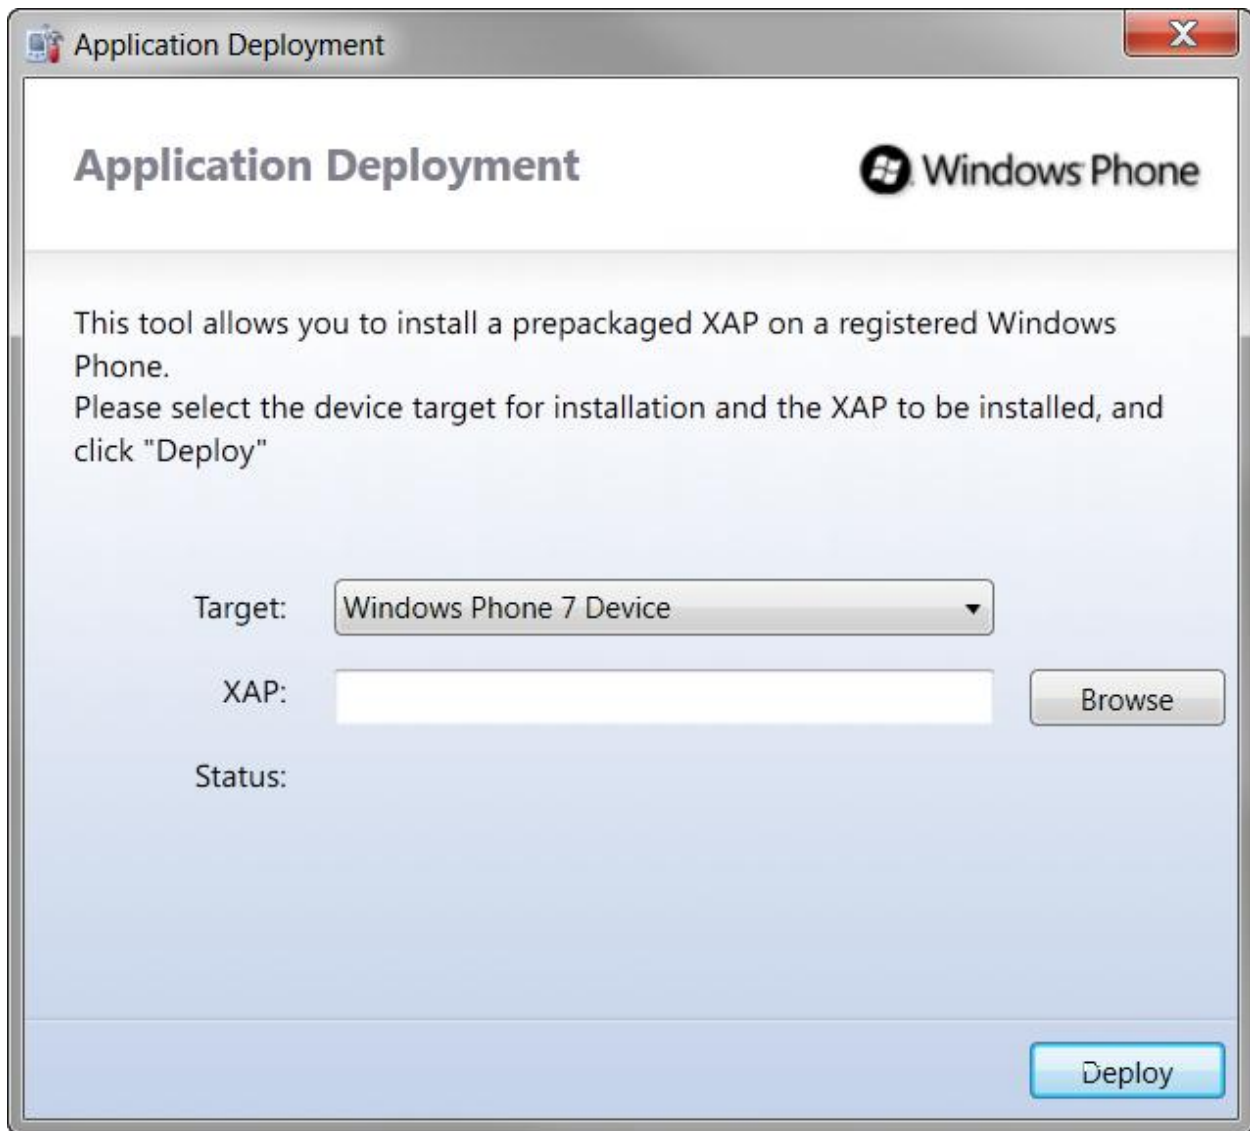 Application Deployment
Application Deployment
Windows Phone
This tool allows you to install a prepackaged XAP on a registered Windows
Phone.
Please select the device target for installation and the XAP to be installed, and
click "Deploy"
Target: Windows Phone 7 Device
XAP: Browse
Status:
Deploy